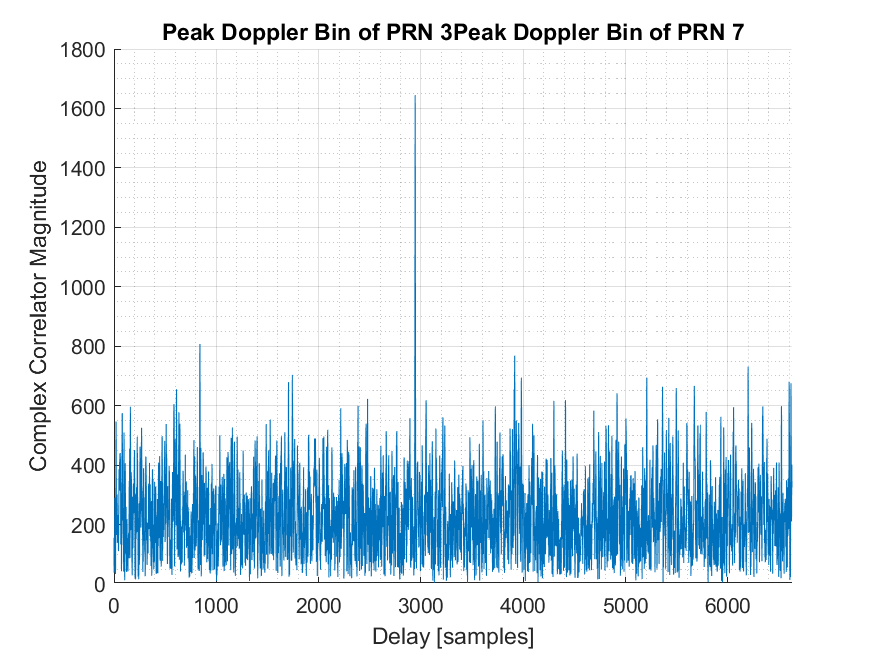 Peak Doppler Bin of PRN 3Peak Doppler Bin of PRN 7
1800
1600
1400
1200
1000
800
600
400
200
0
Complex Correlator Magnitude
0 1000 2000 3000 4000 5000 6000
Delay [samples]